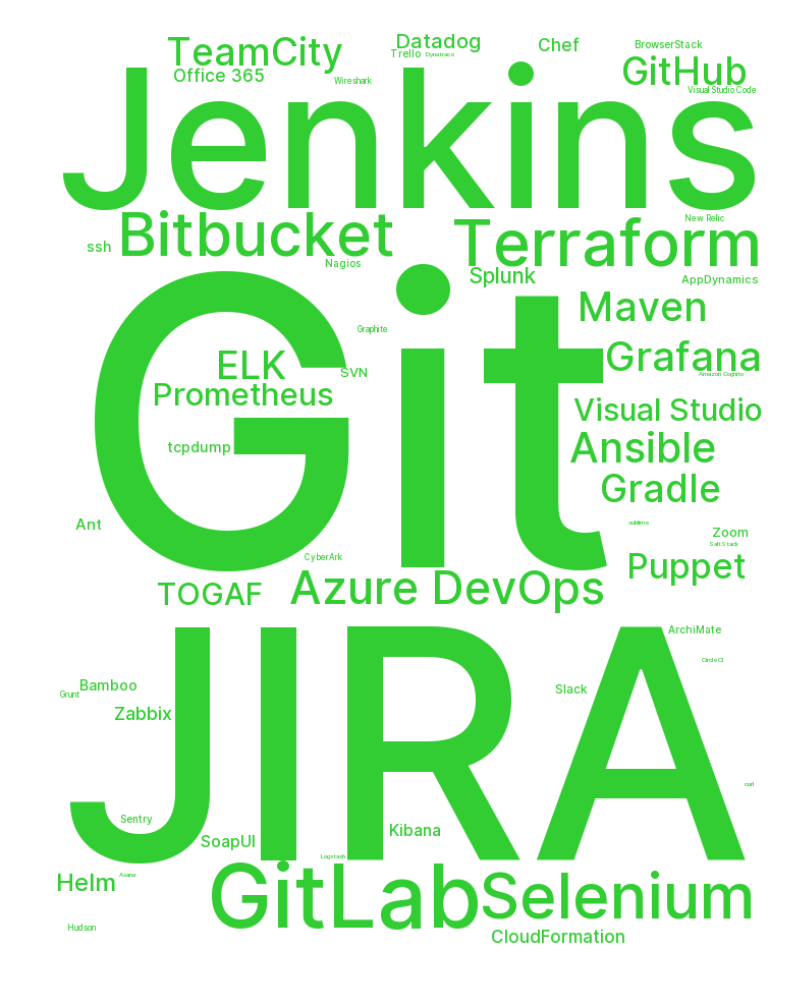 TeamCity
Datadog
Chef
BrowserStack
Trello
Dynatrace
GitHub
Office 365
Wireshark
Visual Studio Code
Jenkins
Bitbucket
Terraform
New Relic
ssh
Nagios
Splunk
AppDynamics
Git
Maven
Graphite
ELK
SVN
Grafana
Amazon Cognito
Prometheus
Visual Studio
tcpdump
Ansible
Gradle
Ant
sublime
Zoom
Salt Stack
CyberArk
Puppet
TOGAF
Azure DevOps
JIRA
ArchiMate
CircleCI
Bamboo
Grunt
Slack
Zabbix
curl
Sentry
SoapUI
Kibana
Logstash
Helm
Asana
GitLab
Selenium
Hudson
CloudFormation